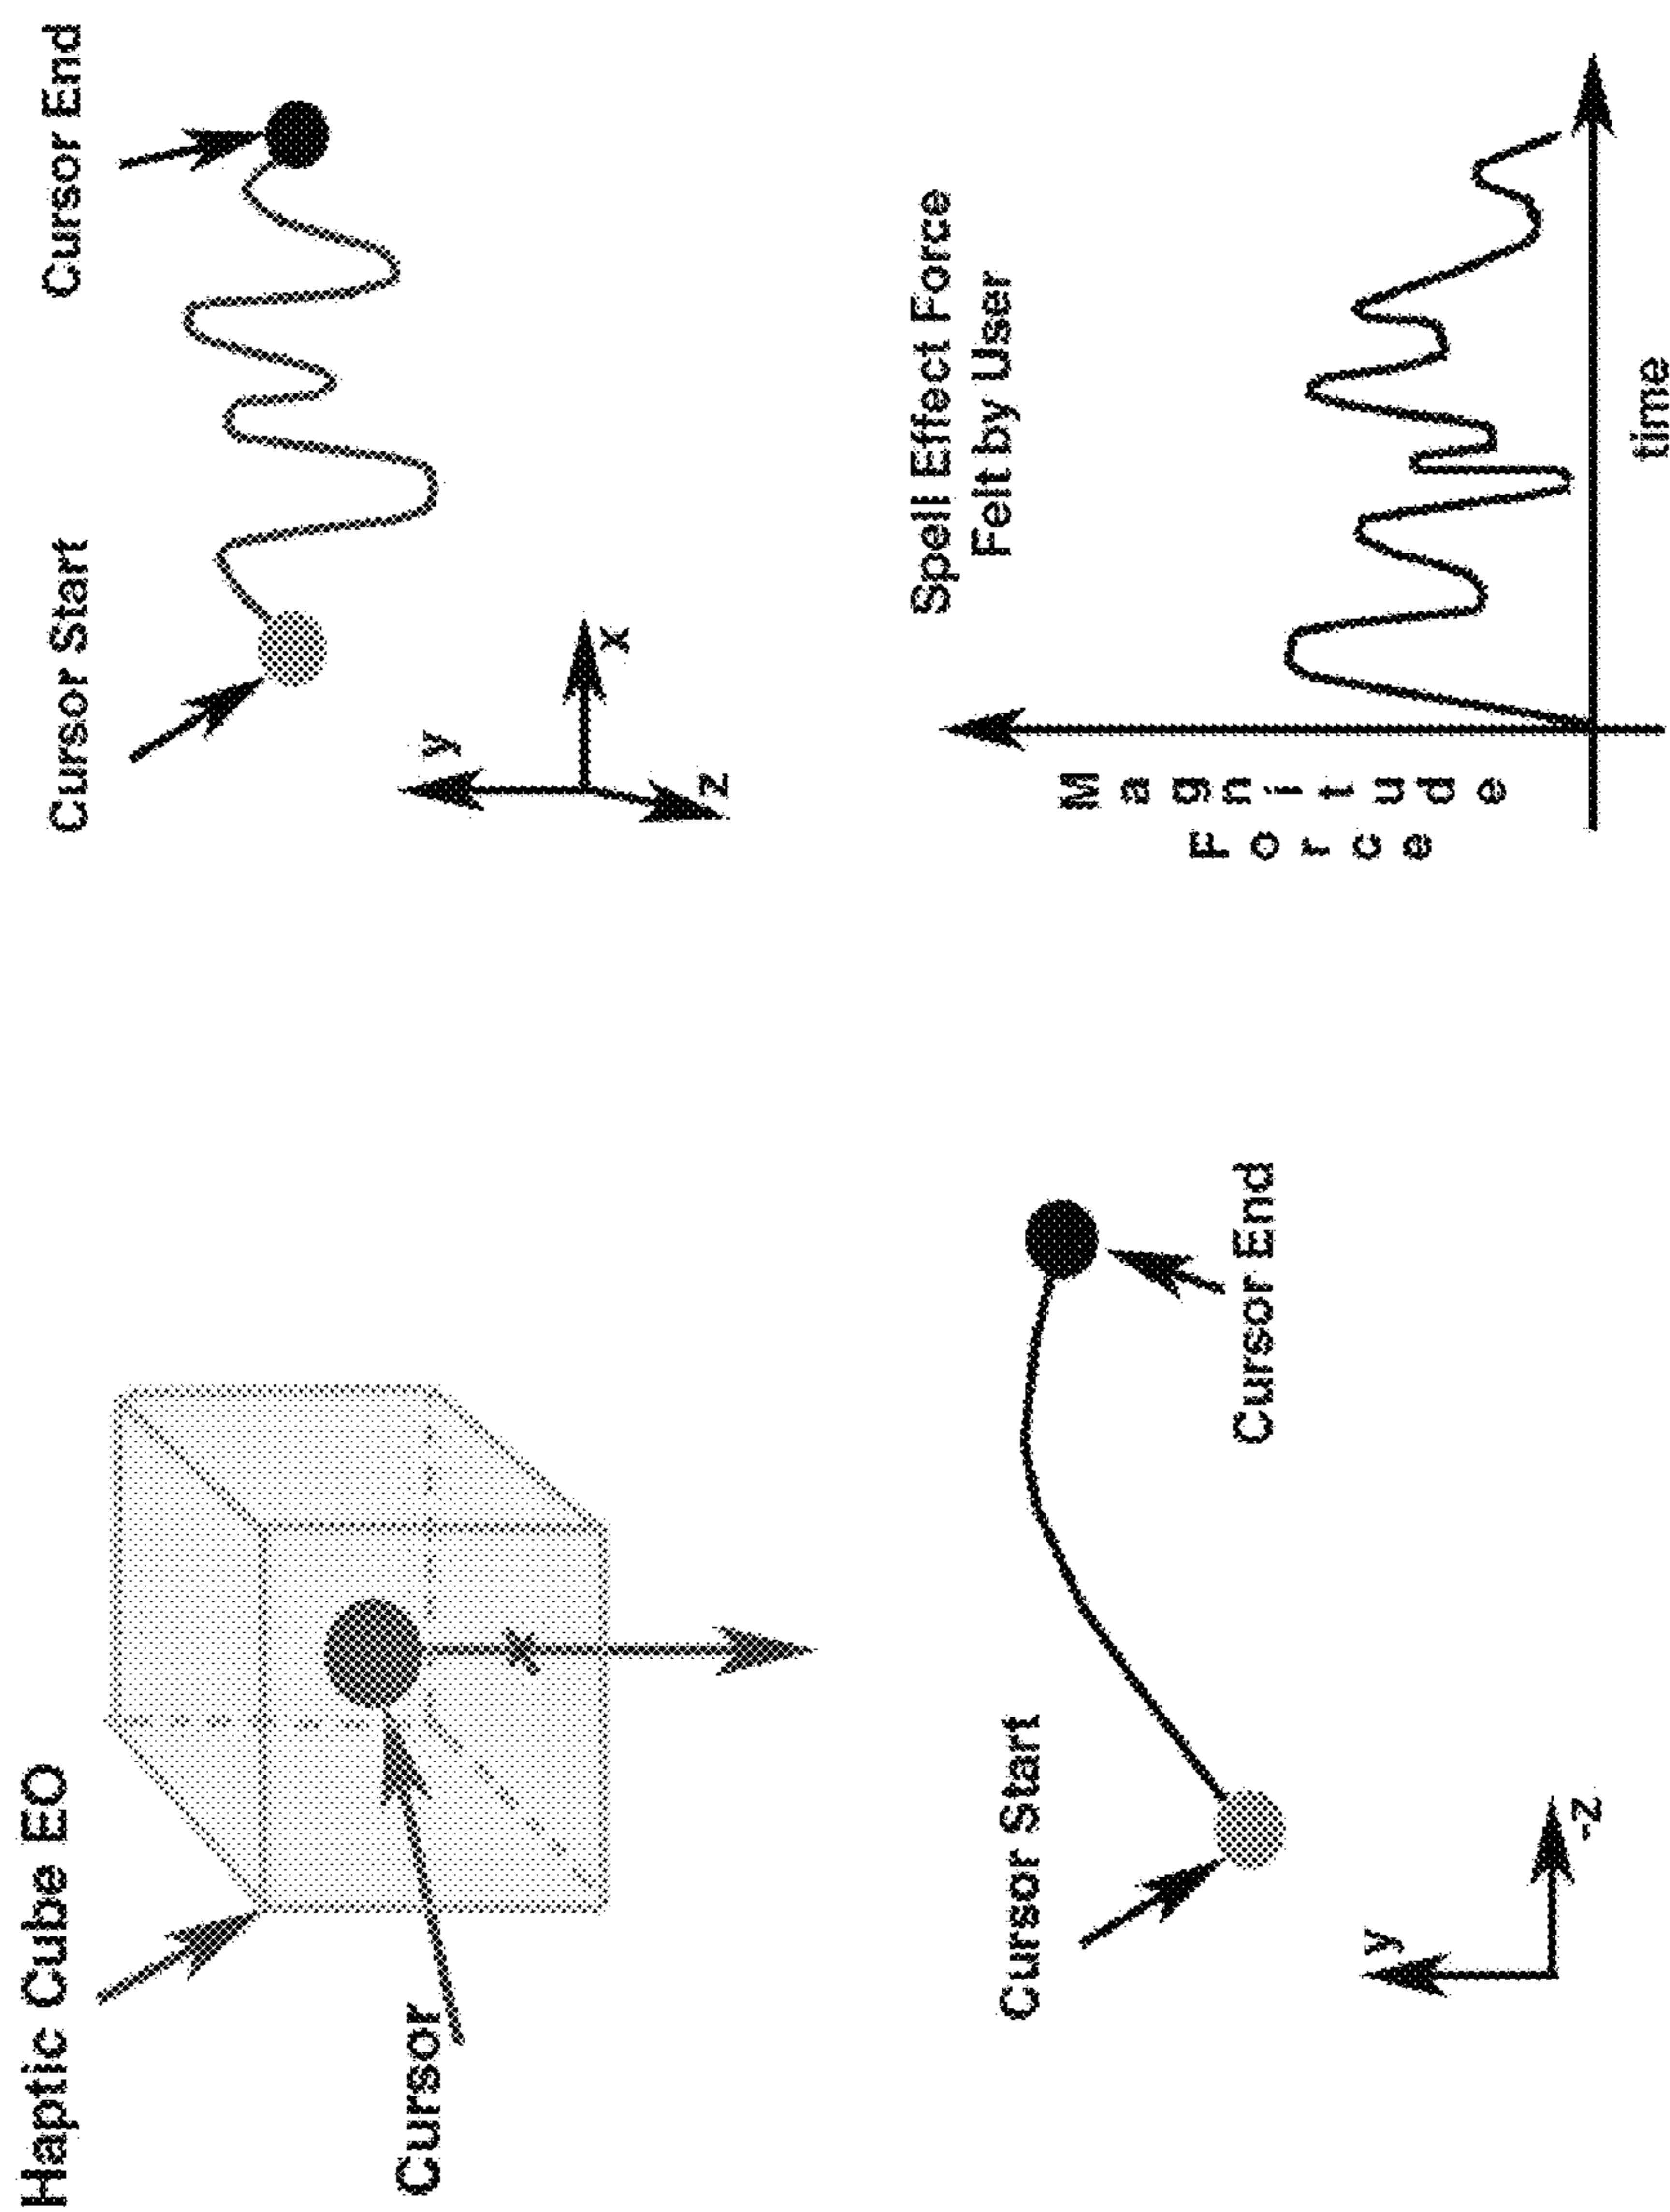 Haptic Cube EO
Cursor
Cursor Start
Cursor End
y
x
z
Cursor Start
Cursor End
y
-z
Spell Effect Force
Felt by User
Force
Magnitude
time